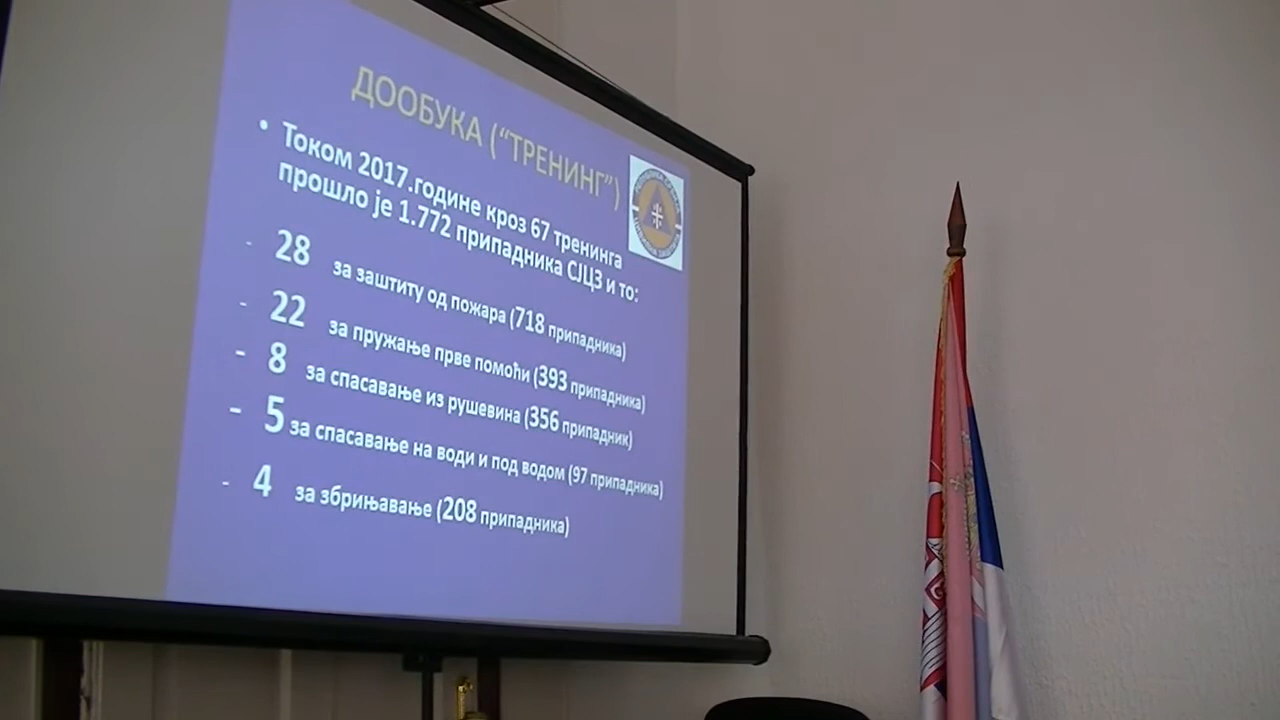 ДООБУКА (“ТРЕНИНГ”)
• Током 2017.године кроз 67 тренинга
прошло је 1.772 припадника СЈЦЗ и то:
- 28 за заштиту од пожара (718 припадника)
- 22 за пружање прве помоћи (393 припадника)
- 8 за спасавање из рушевина (356 припадник)
- 5 за спасавање на води и под водом (97 припадника)
- 4 за збрињавање (208 припадника)